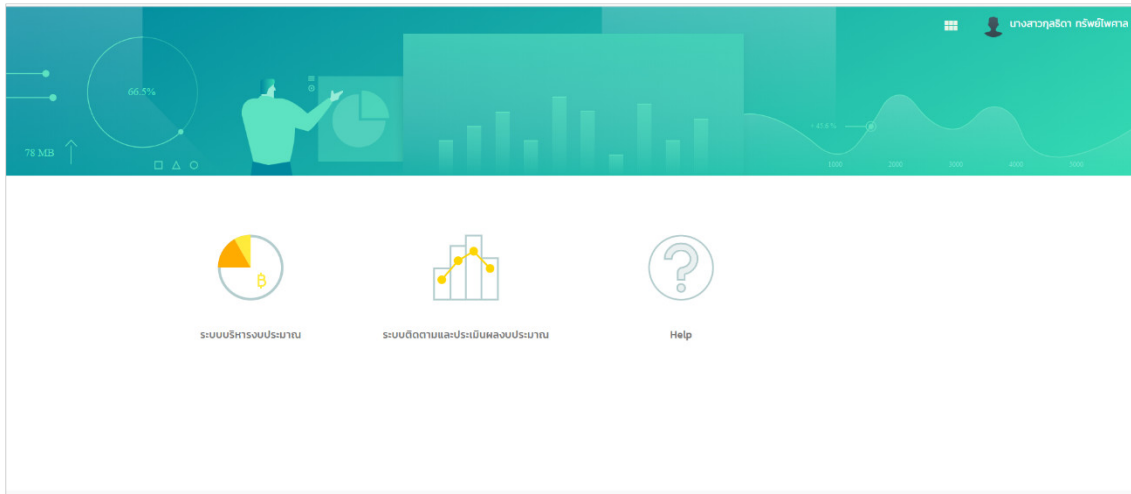 นางสาวกุลธิดา ทรัพย์ไพศาล
66.5%
+ 45.6 %
78 MB
1000 2000 3000 4000 5000
ระบบบริหารงบประมาณ ระบบติดตามและประเมินผลงบประมาณ Help